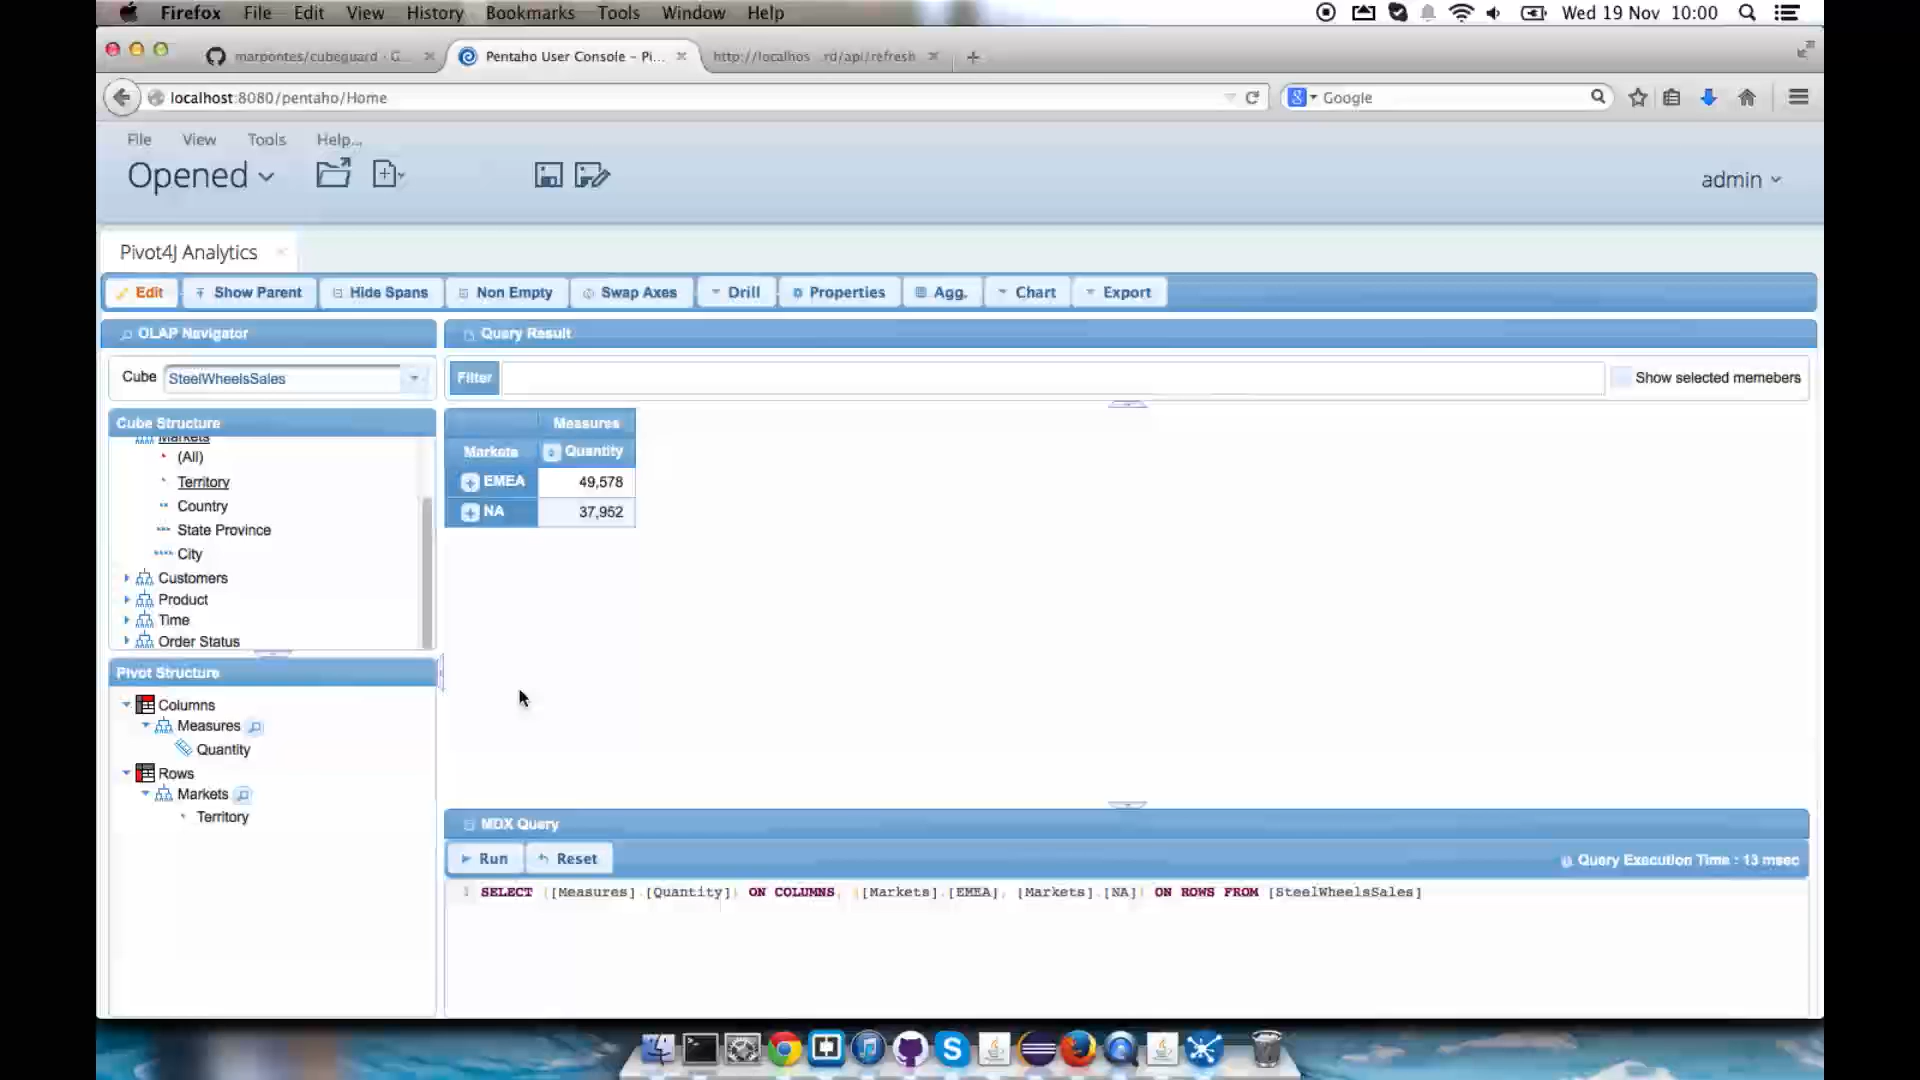 Firefox File Edit View History Bookmarks Tools Window Help Wed 19 Nov 10:00
marpontes/cubeguard · G... Pentaho User Console – Pi... http://localhos...rd/api/refresh
localhost:8080/pentaho/Home Google
File View Tools Help...
Opened admin
Pivot4J Analytics
Edit Show Parent Hide Spans Non Empty Swap Axes Drill Properties Agg. Chart Export
OLAP Navigator Query Result
Cube SteelWheelsSales Filter Show selected memebers
Cube Structure
Markets
(All)
Territory
Country
State Province
City
Customers
Product
Time
Order Status
Measures
Markets Quantity
EMEA 49,578
NA 37,952
Pivot Structure
Columns
Measures
Quantity
Rows
Markets
Territory
MDX Query
Run Reset Query Execution Time : 13 msec
1 SELECT {[Measures].[Quantity]} ON COLUMNS, {[Markets].[EMEA], [Markets].[NA]} ON ROWS FROM [SteelWheelsSales]